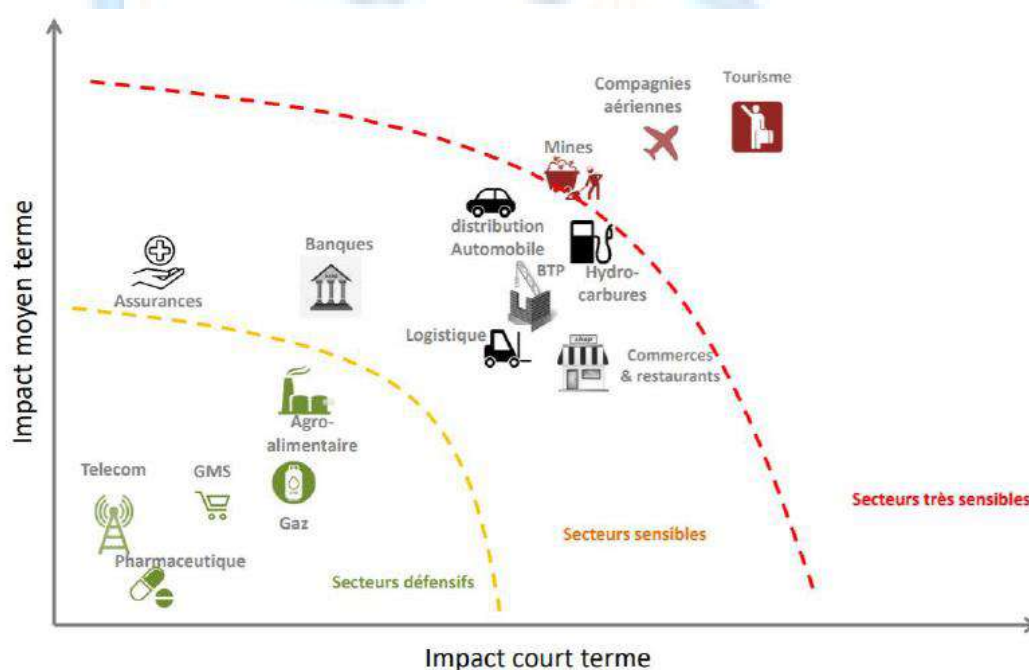 Impact moyen terme
Compagnies
aériennes
Tourisme
Mines
distribution
Automobile
Banques
BTP
Hydro-
carbures
Assurances
Logistique
shop
Commerces
& restaurants
Agro-
alimentaire
Telecom
GMS
Gaz
Pharmaceutique
Secteurs défensifs
Secteurs sensibles
Secteurs très sensibles
Impact court terme